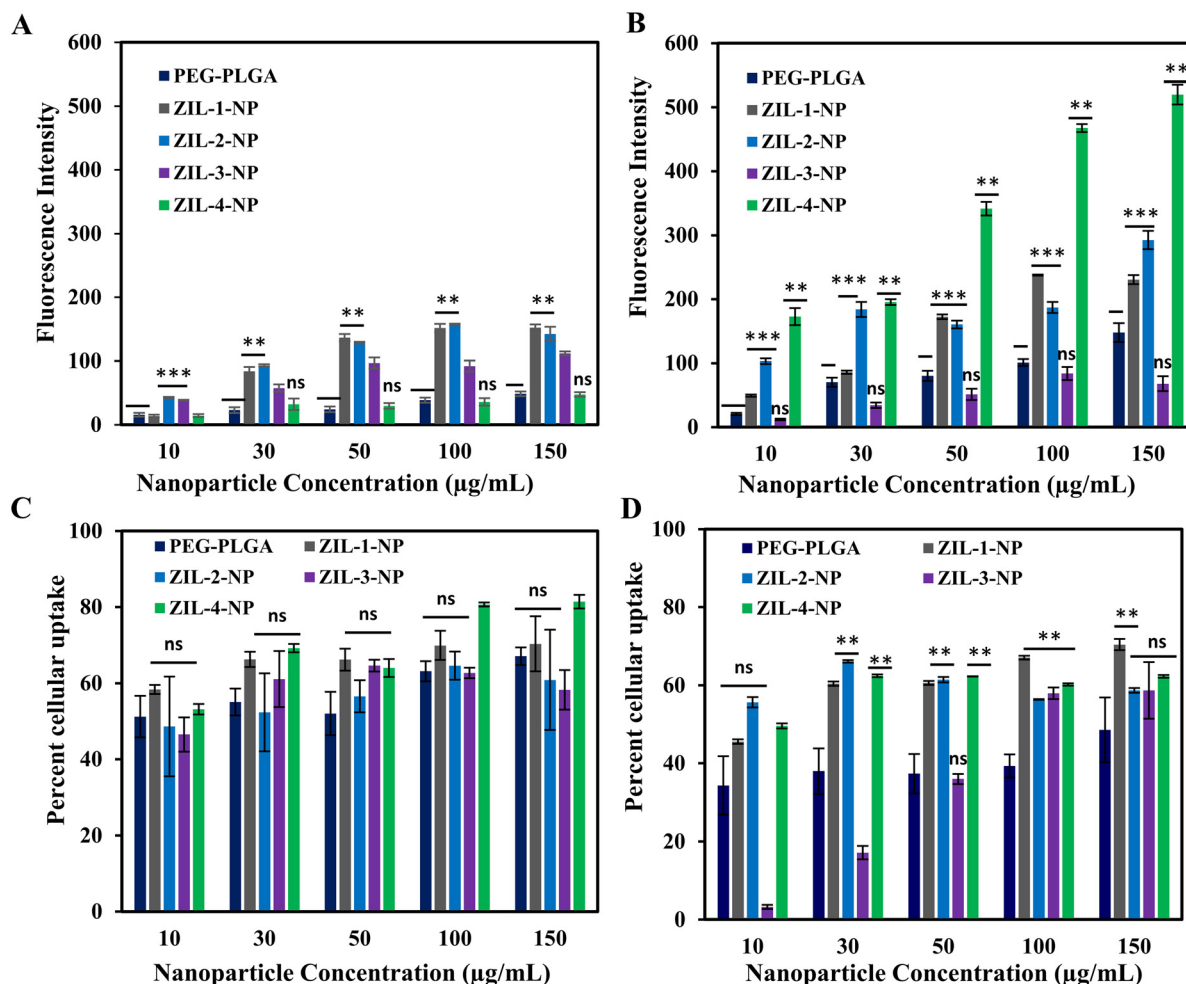 A
Fluorescence Intensity
600
500
400
300
200
100
0
PEG-PLGA
ZIL-1-NP
ZIL-2-NP
ZIL-3-NP
ZIL-4-NP
***
**
ns
**
ns
**
ns
**
ns
10 30 50 100 150
Nanoparticle Concentration (µg/mL)
B
Fluorescence Intensity
600
500
400
300
200
100
0
PEG-PLGA
ZIL-1-NP
ZIL-2-NP
ZIL-3-NP
ZIL-4-NP
***
ns
**
***
ns
**
***
ns
**
***
ns
**
***
ns
**
10 30 50 100 150
Nanoparticle Concentration (µg/mL)
C
Percent cellular uptake
100
80
60
40
20
0
PEG-PLGA ZIL-1-NP
ZIL-2-NP ZIL-3-NP
ZIL-4-NP
ns
ns
ns
ns
ns
10 30 50 100 150
Nanoparticle Concentration (µg/mL)
D
Percent cellular uptake
100
80
60
40
20
0
PEG-PLGA ZIL-1-NP
ZIL-2-NP ZIL-3-NP
ZIL-4-NP
ns
**
**
**
ns
**
**
**
ns
10 30 50 100 150
Nanoparticle Concentration (µg/mL)